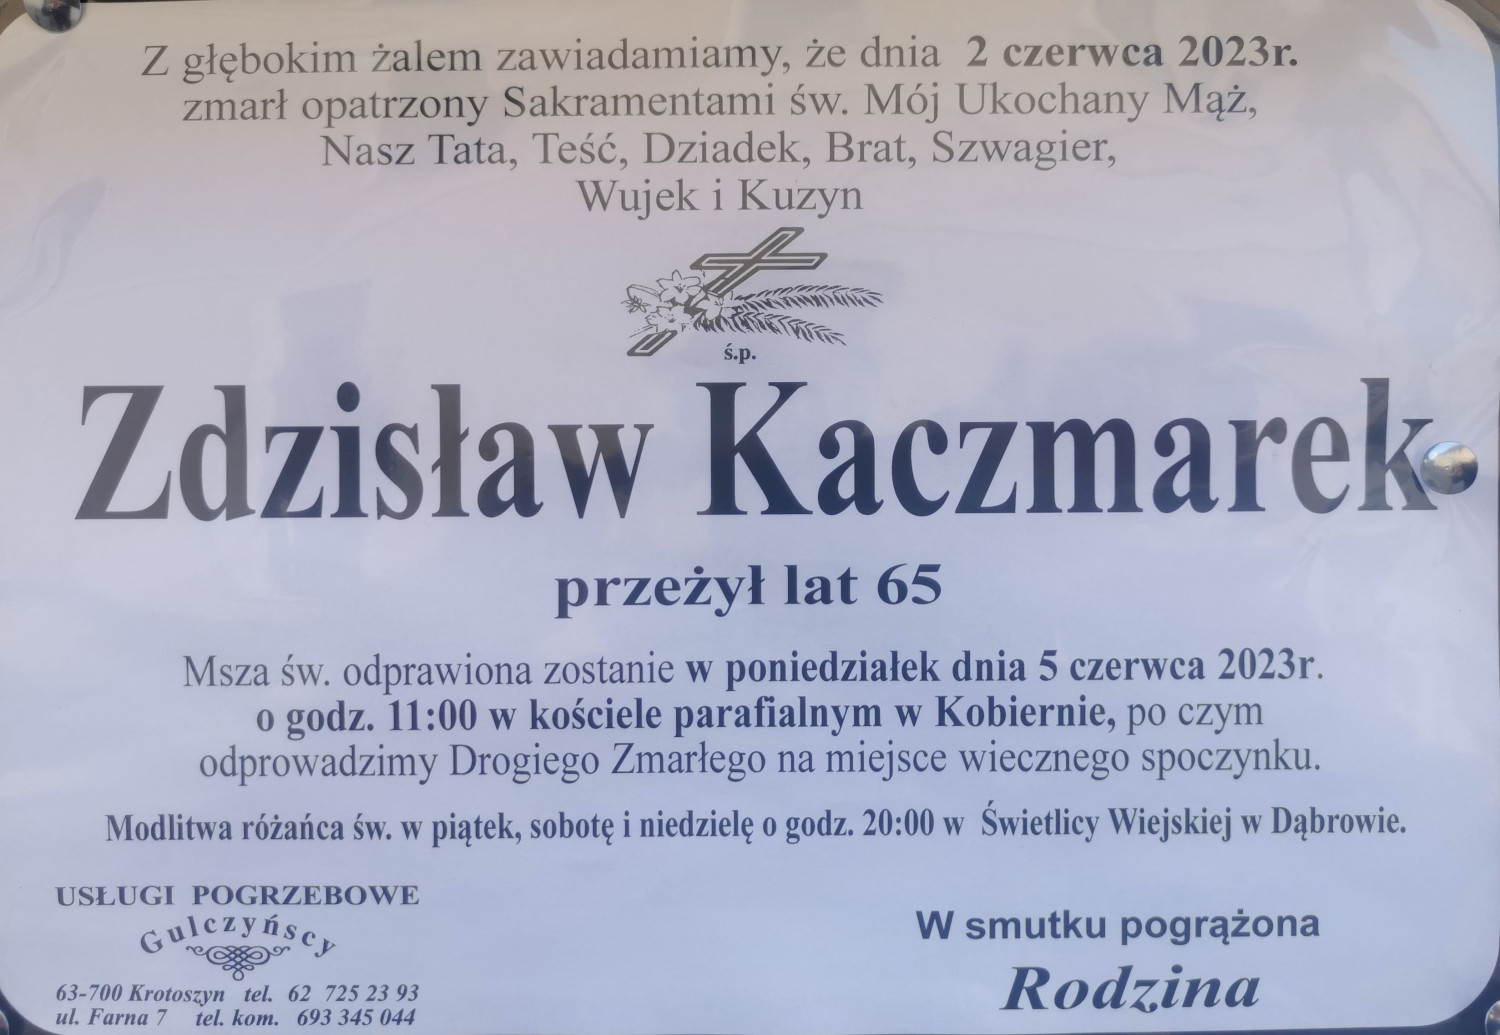 Z głębokim żalem zawiadamiamy, że dnia 2 czerwca 2023r.
zmarł opatrzony Sakramentami św. Mój Ukochany Mąż,
Nasz Tata, Teść, Dziadek, Brat, Szwagier,
Wujek i Kuzyn
ś.p.
Zdzisław Kaczmarek
przeżył lat 65
Msza św. odprawiona zostanie w poniedziałek dnia 5 czerwca 2023r.
o godz. 11:00 w kościele parafialnym w Kobiernie, po czym
odprowadzimy Drogiego Zmarłego na miejsce wiecznego spoczynku.
Modlitwa różańca św. w piątek, sobotę i niedzielę o godz. 20:00 w Świetlicy Wiejskiej w Dąbrowie.
USŁUGI POGRZEBOWE
Gulczyńscy
63-700 Krotoszyn tel. 62 725 23 93
ul. Farna 7 tel. kom. 693 345 044
W smutku pogrążona
Rodzina